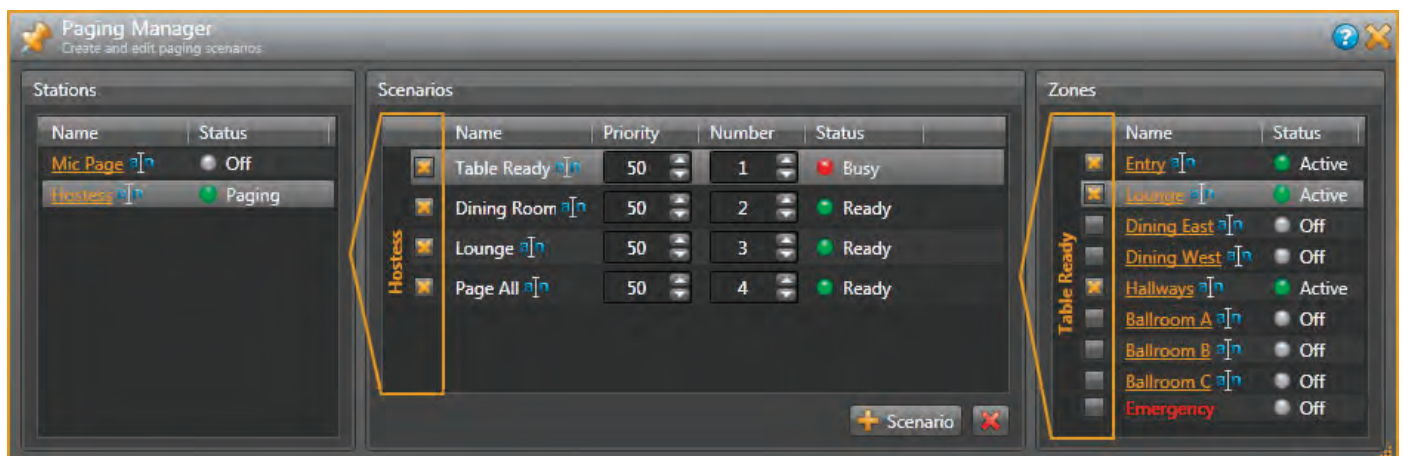 Paging Manager
Create and edit paging scenarios
Stations
Name Status
Mic Page Off
Hostess Paging
Scenarios
Hostess
Name Priority Number Status
Table Ready 50 1 Busy
Dining Room 50 2 Ready
Lounge 50 3 Ready
Page All 50 4 Ready
Scenario
Zones
Table Ready
Name Status
Entry Active
Lounge Active
Dining East Off
Dining West Off
Hallways Active
Ballroom A Off
Ballroom B Off
Ballroom C Off
Emergency Off